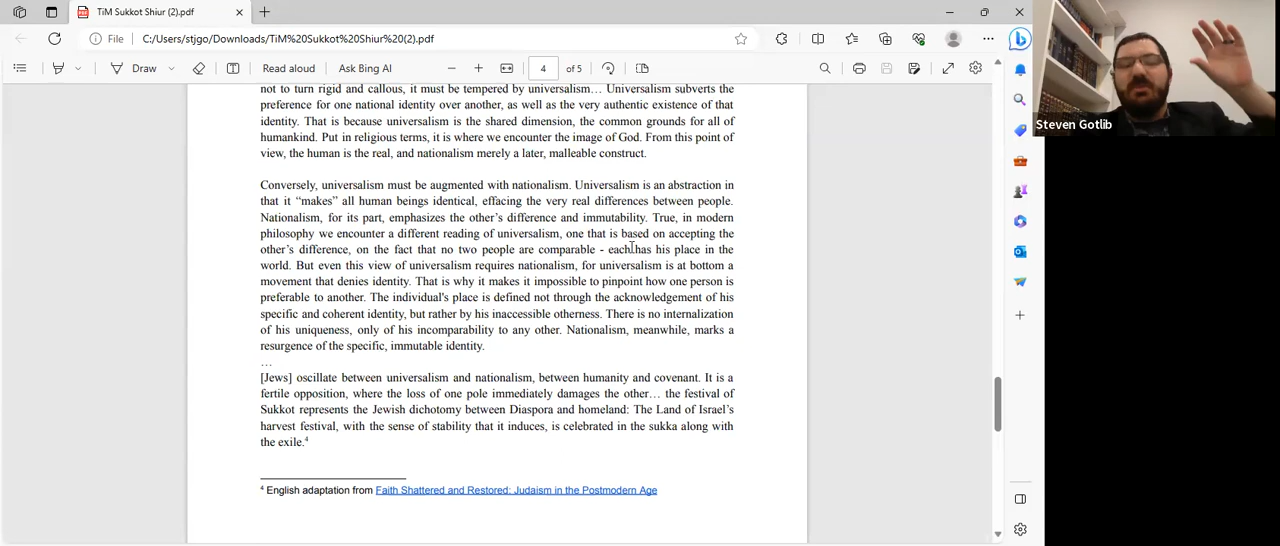 TiM Sukkot Shiur (2).pdf
File
C:/Users/stjgo/Downloads/TiM%20Sukkot%20Shiur%20(2).pdf
Draw
Read aloud
Ask Bing AI
4
of 5
not to turn rigid and callous, it must be tempered by universalism… Universalism subverts the
preference for one national identity over another, as well as the very authentic existence of that
identity. That is because universalism is the shared dimension, the common grounds for all of
humankind. Put in religious terms, it is where we encounter the image of God. From this point of
view, the human is the real, and nationalism merely a later, malleable construct.
Conversely, universalism must be augmented with nationalism. Universalism is an abstraction in
that it “makes” all human beings identical, effacing the very real differences between people.
Nationalism, for its part, emphasizes the other’s difference and immutability. True, in modern
philosophy we encounter a different reading of universalism, one that is based on accepting the
other’s difference, on the fact that no two people are comparable - each has his place in the
world. But even this view of universalism requires nationalism, for universalism is at bottom a
movement that denies identity. That is why it makes it impossible to pinpoint how one person is
preferable to another. The individual's place is defined not through the acknowledgement of his
specific and coherent identity, but rather by his inaccessible otherness. There is no internalization
of his uniqueness, only of his incomparability to any other. Nationalism, meanwhile, marks a
resurgence of the specific, immutable identity.
…
[Jews] oscillate between universalism and nationalism, between humanity and covenant. It is a
fertile opposition, where the loss of one pole immediately damages the other… the festival of
Sukkot represents the Jewish dichotomy between Diaspora and homeland: The Land of Israel’s
harvest festival, with the sense of stability that it induces, is celebrated in the sukka along with
the exile.4
4 English adaptation from Faith Shattered and Restored: Judaism in the Postmodern Age
Steven Gotlib